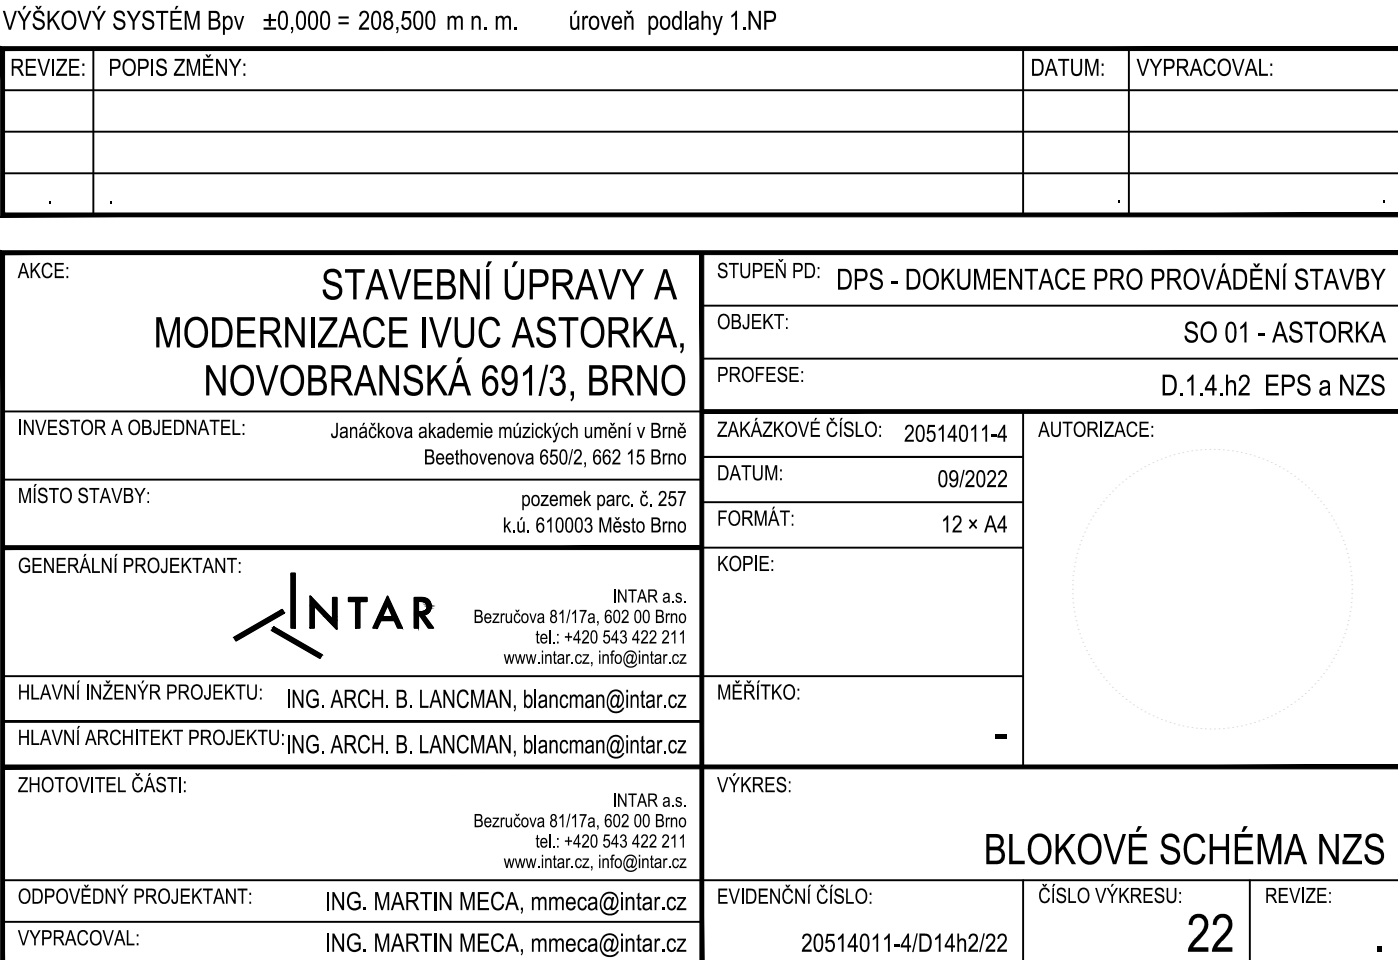 VÝŠKOVÝ SYSTÉM Bpv ±0,000 = 208,500 m n. m. úroveň podlahy 1.NP
REVIZE: POPIS ZMĚNY: DATUM: VYPRACOVAL:
. . . .
AKCE:
STAVEBNÍ ÚPRAVY A
MODERNIZACE IVUC ASTORKA,
NOVOBRANSKÁ 691/3, BRNO
INVESTOR A OBJEDNATEL:
Janáčkova akademie múzických umění v Brně
Beethovenova 650/2, 662 15 Brno
MÍSTO STAVBY:
pozemek parc. č. 257
k.ú. 610003 Město Brno
GENERÁLNÍ PROJEKTANT:
INTAR
INTAR a.s.
Bezručova 81/17a, 602 00 Brno
tel.: +420 543 422 211
www.intar.cz, info@intar.cz
HLAVNÍ INŽENÝR PROJEKTU: ING. ARCH. B. LANCMAN, blancman@intar.cz
HLAVNÍ ARCHITEKT PROJEKTU: ING. ARCH. B. LANCMAN, blancman@intar.cz
ZHOTOVITEL ČÁSTI:
INTAR a.s.
Bezručova 81/17a, 602 00 Brno
tel.: +420 543 422 211
www.intar.cz, info@intar.cz
ODPOVĚDNÝ PROJEKTANT: ING. MARTIN MECA, mmeca@intar.cz
VYPRACOVAL: ING. MARTIN MECA, mmeca@intar.cz
STUPEŇ PD: DPS - DOKUMENTACE PRO PROVÁDĚNÍ STAVBY
OBJEKT: SO 01 - ASTORKA
PROFESE: D.1.4.h2 EPS a NZS
ZAKÁZKOVÉ ČÍSLO: 20514011-4
DATUM: 09/2022
FORMÁT: 12 × A4
KOPIE:
MĚŘÍTKO:
-
AUTORIZACE:
VÝKRES:
BLOKOVÉ SCHÉMA NZS
EVIDENČNÍ ČÍSLO:
20514011-4/D14h2/22
ČÍSLO VÝKRESU:
22
REVIZE:
.